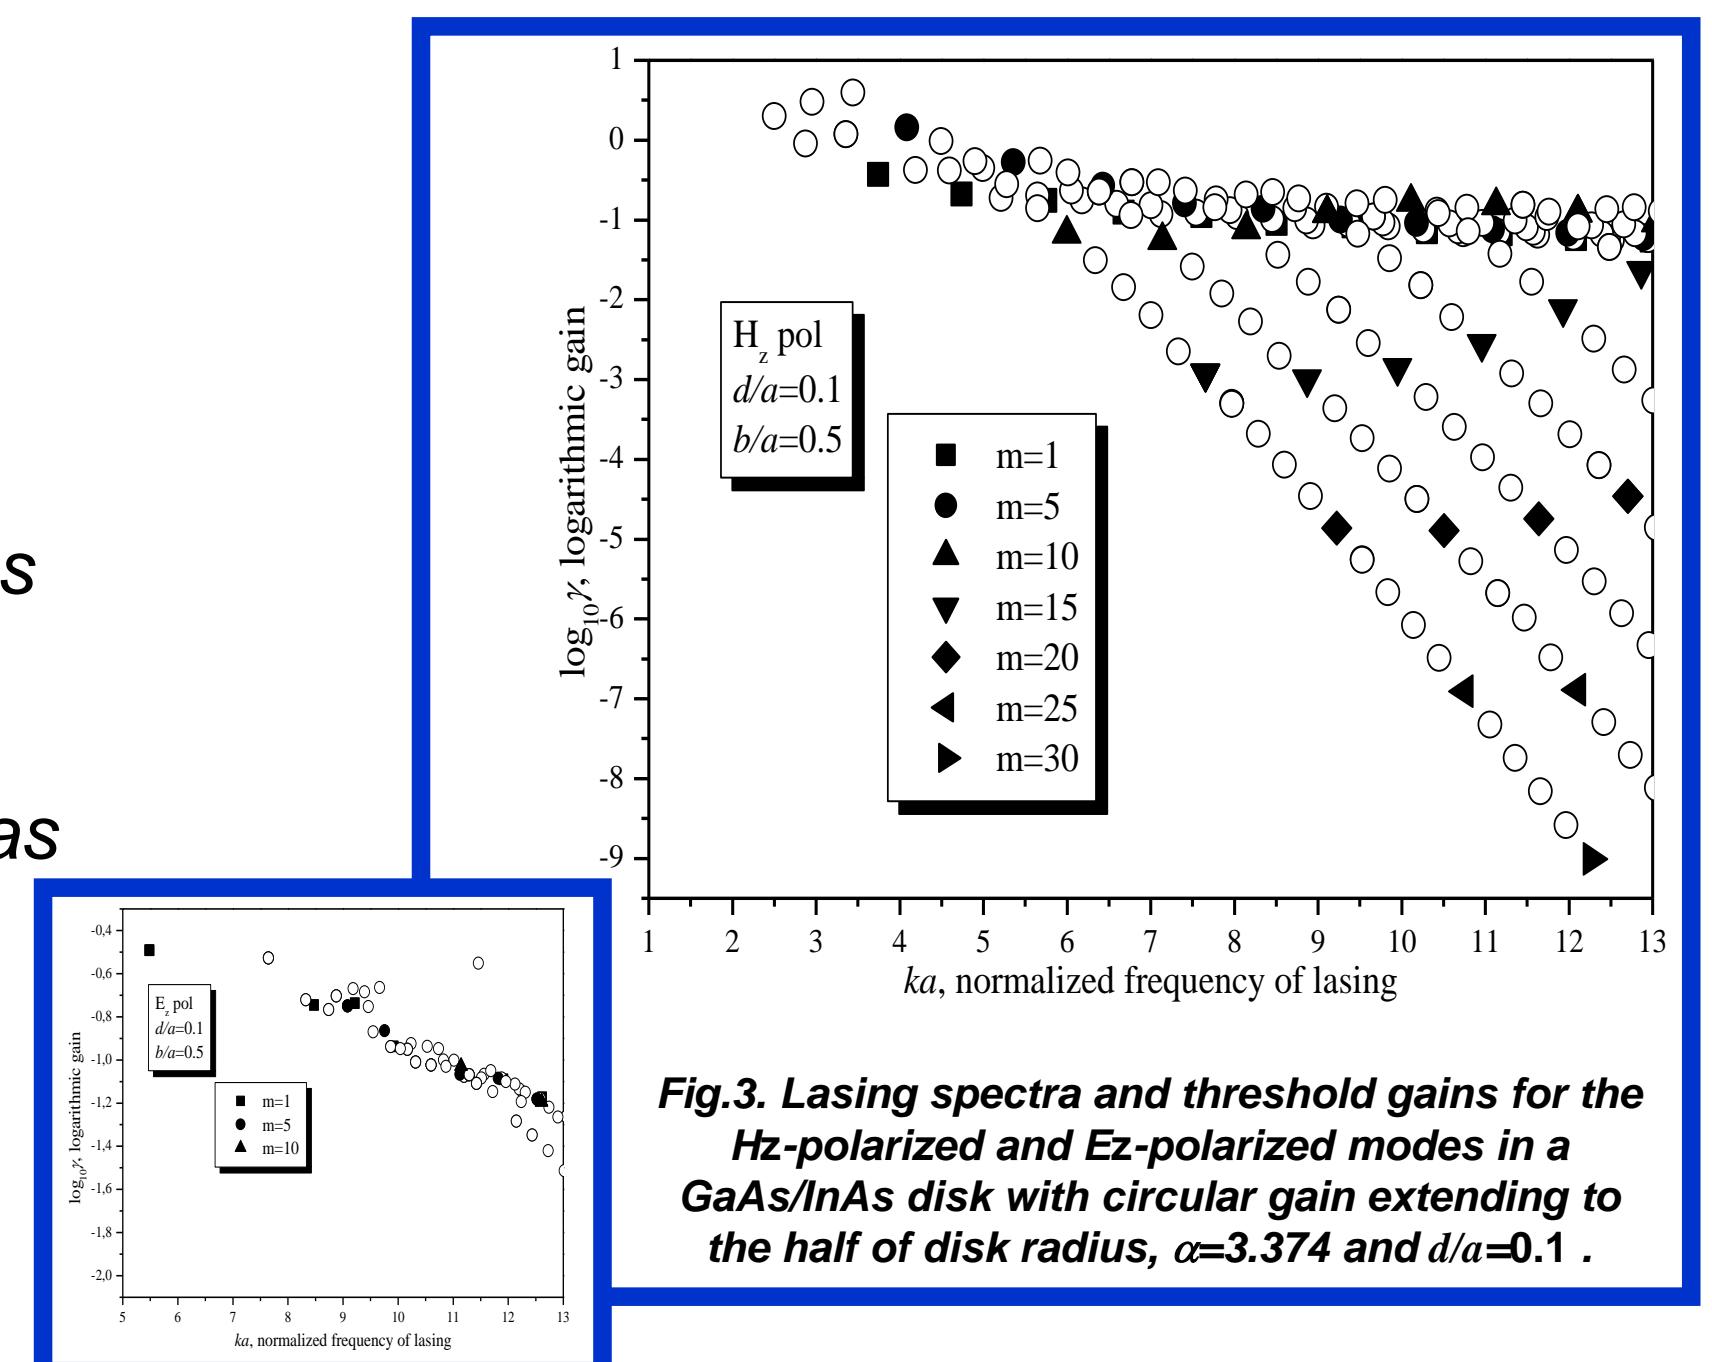 s
as
1
0
-1
-2
-3
-4
-5
-6
-7
-8
-9
log10γ, logarithmic gain
Hz pol
d/a=0.1
b/a=0.5
m=1
m=5
m=10
m=15
m=20
m=25
m=30
1 2 3 4 5 6 7 8 9 10 11 12 13
ka, normalized frequency of lasing
-0,4
-0,6
-0,8
-1,0
-1,2
-1,4
-1,6
-1,8
-2,0
log10γ, logarithmic gain
Ez pol
d/a=0.1
b/a=0.5
m=1
m=5
m=10
5 6 7 8 9 10 11 12 13
ka, normalized frequency of lasing
Fig.3. Lasing spectra and threshold gains for the
Hz-polarized and Ez-polarized modes in a
GaAs/InAs disk with circular gain extending to
the half of disk radius, α=3.374 and d/a=0.1 .